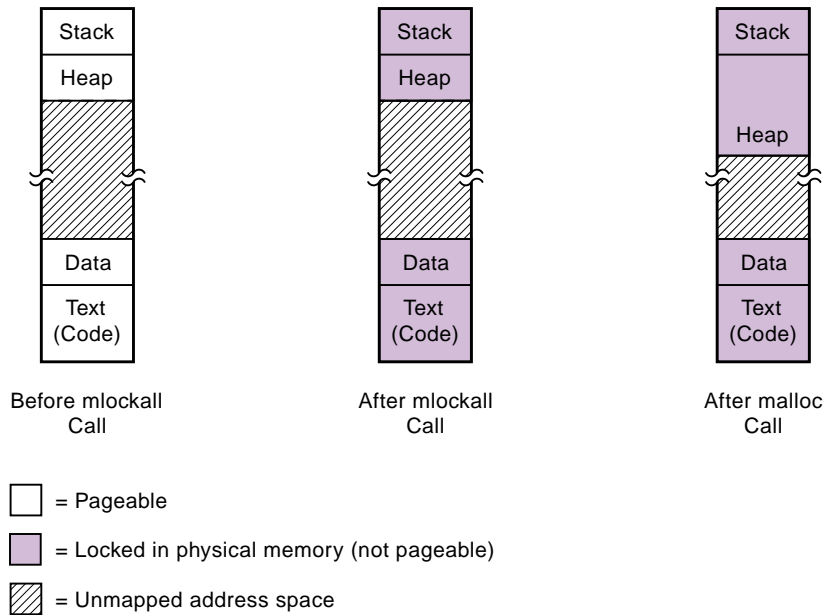 Stack
Heap
Data
Text
(Code)
Before mlockall
Call
Stack
Heap
Data
Text
(Code)
After mlockall
Call
Stack
Heap
Data
Text
(Code)
After malloc
Call
= Pageable
= Locked in physical memory (not pageable)
= Unmapped address space